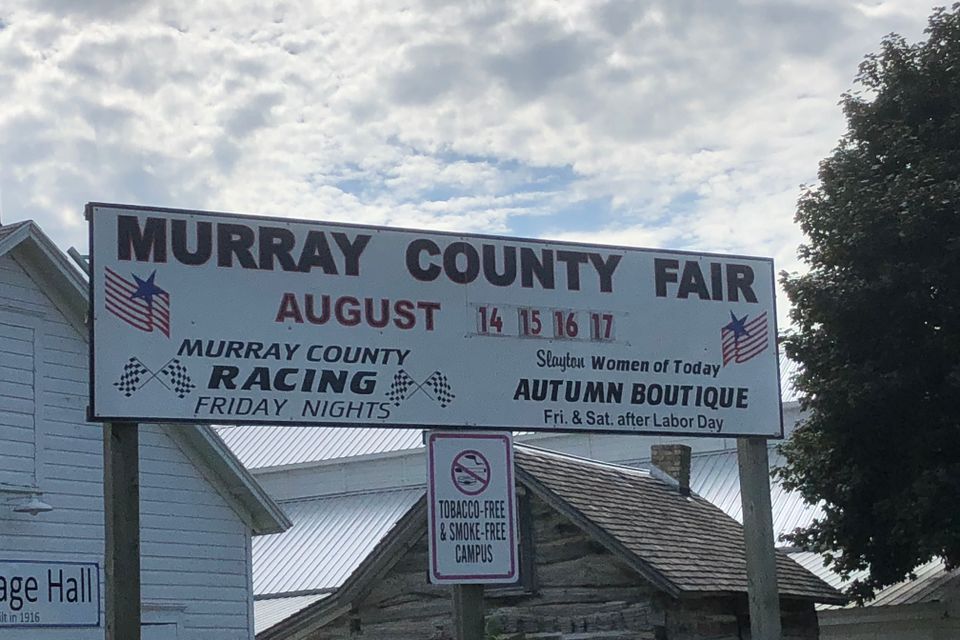 MURRAY COUNTY FAIR
AUGUST 14 15 16 17
MURRAY COUNTY
RACING
FRIDAY NIGHTS
Slayton Women of Today
AUTUMN BOUTIQUE
Fri. & Sat. after Labor Day
TOBACCO-FREE
& SMOKE-FREE
CAMPUS
age Hall
ilt in 1916